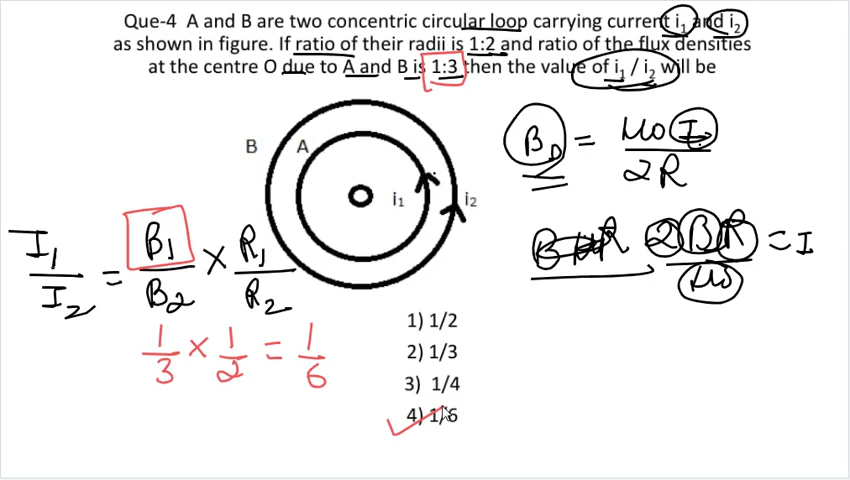 Que-4 A and B are two concentric circular loop carrying current i₁ and i₂
as shown in figure. If ratio of their radii is 1:2 and ratio of the flux densities
at the centre O due to A and B is 1:3 then the value of i₁ / i₂ will be
B A i₁ i₂
B₀ = μ₀I / 2R
2BR / μ₀ = I
I₁ / I₂ = B₁ / B₂ × R₁ / R₂
1/3 × 1/2 = 1/6
1) 1/2
2) 1/3
3) 1/4
4) 1/6